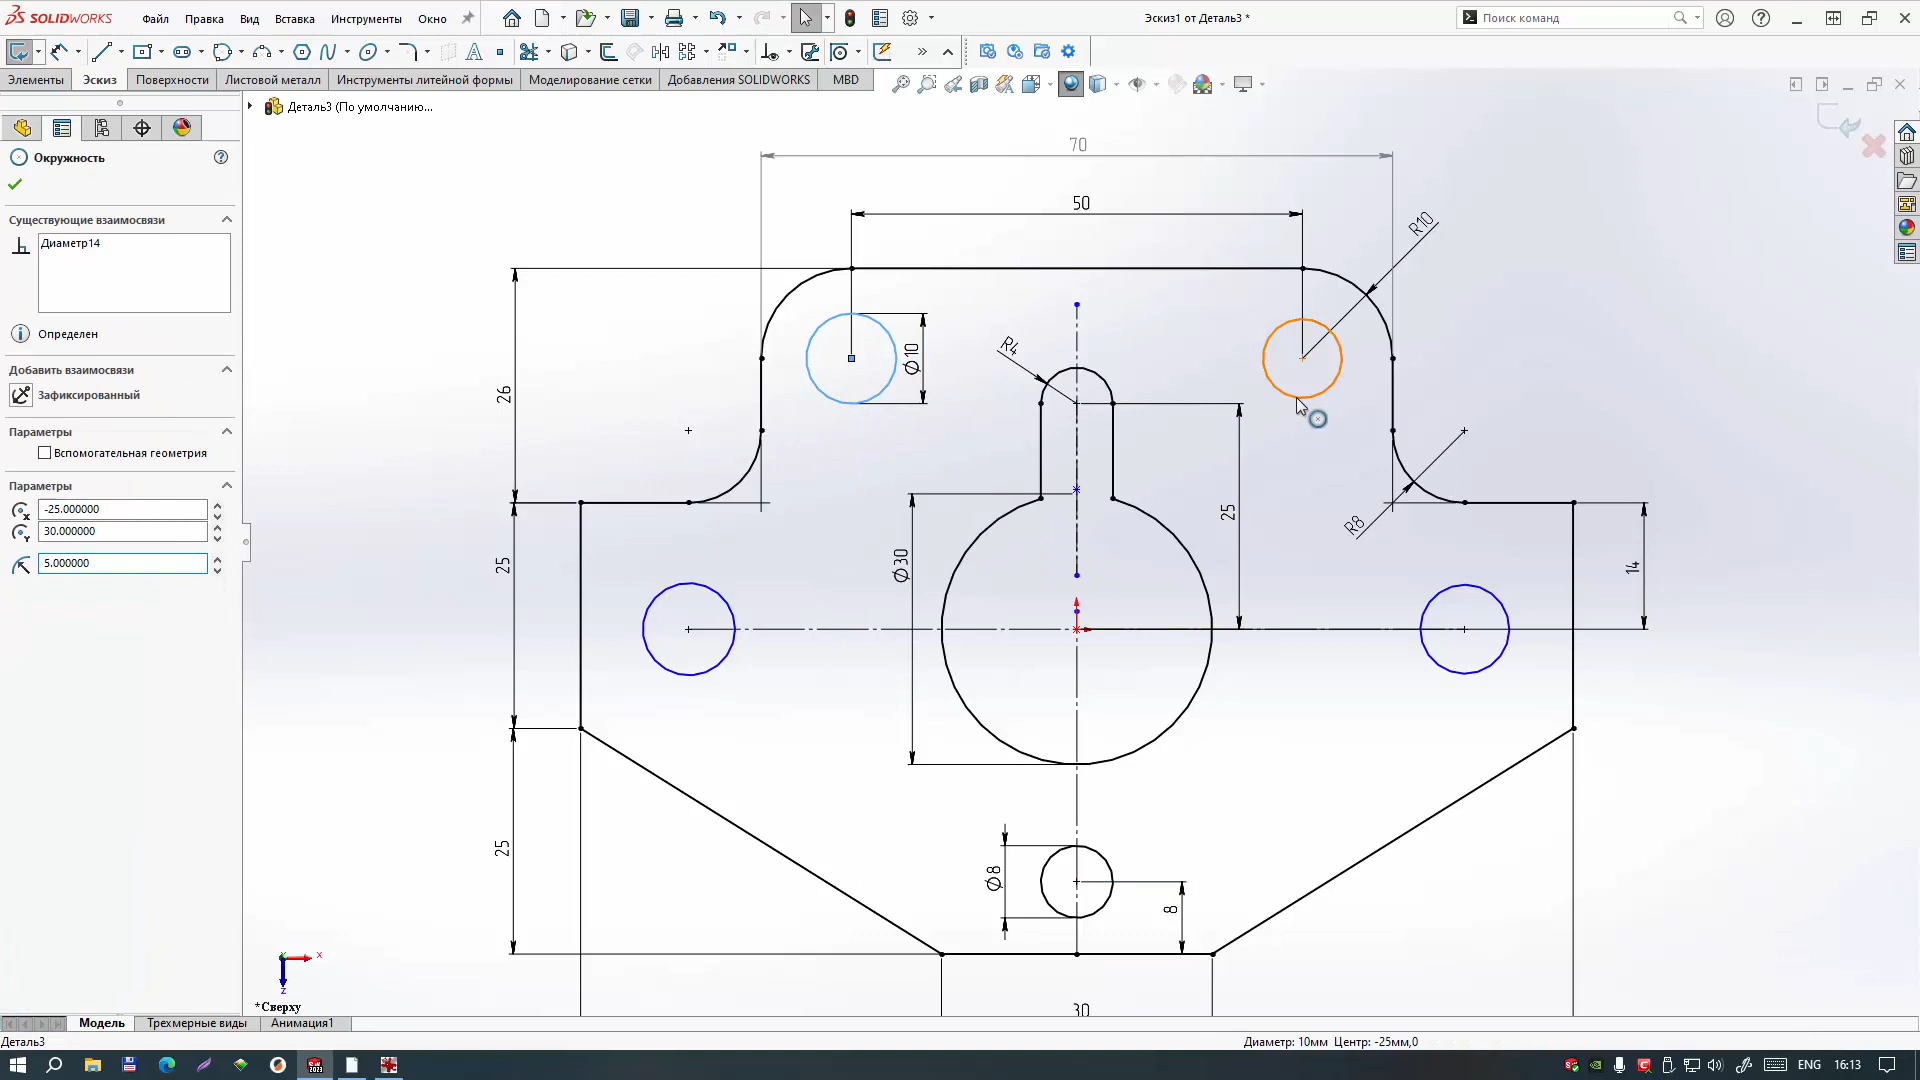 SOLIDWORKS
Файл Правка Вид Вставка Инструменты Окно
Эскиз1 от Деталь3 *
Поиск команд
Элементы Эскиз Поверхности Листовой металл Инструменты литейной формы Моделирование сетки Добавления SOLIDWORKS MBD
Деталь3 (По умолчанию...
Окружность
Существующие взаимосвязи
Диаметр14
Определен
Добавить взаимосвязи
Зафиксированный
Параметры
Вспомогательная геометрия
Параметры
-25.000000
30.000000
5.000000
70
50
R10
R4
Ø10
26
25
R8
14
Ø30
25
25
Ø8
8
30
x
z
*Сверху
Модель Трехмерные виды Анимация1
Деталь3
Диаметр: 10мм Центр: -25мм,0
ENG 16:13